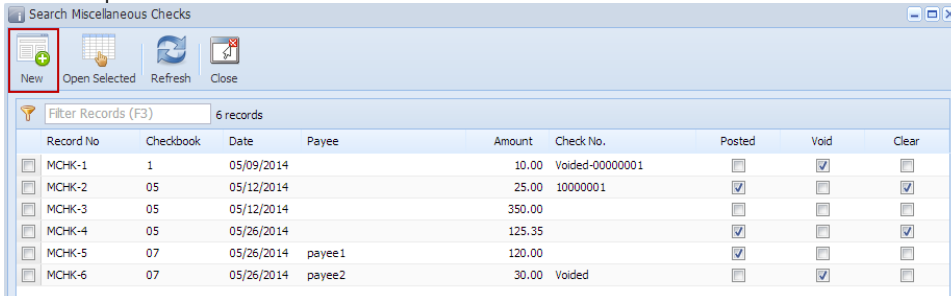 Search Miscellaneous Checks
New Open Selected Refresh Close
Filter Records (F3) 6 records
Record No Checkbook Date Payee Amount Check No. Posted Void Clear
MCHK-1 1 05/09/2014 10.00 Voided-00000001
MCHK-2 05 05/12/2014 25.00 10000001
MCHK-3 05 05/12/2014 350.00
MCHK-4 05 05/26/2014 125.35
MCHK-5 07 05/26/2014 payee1 120.00
MCHK-6 07 05/26/2014 payee2 30.00 Voided